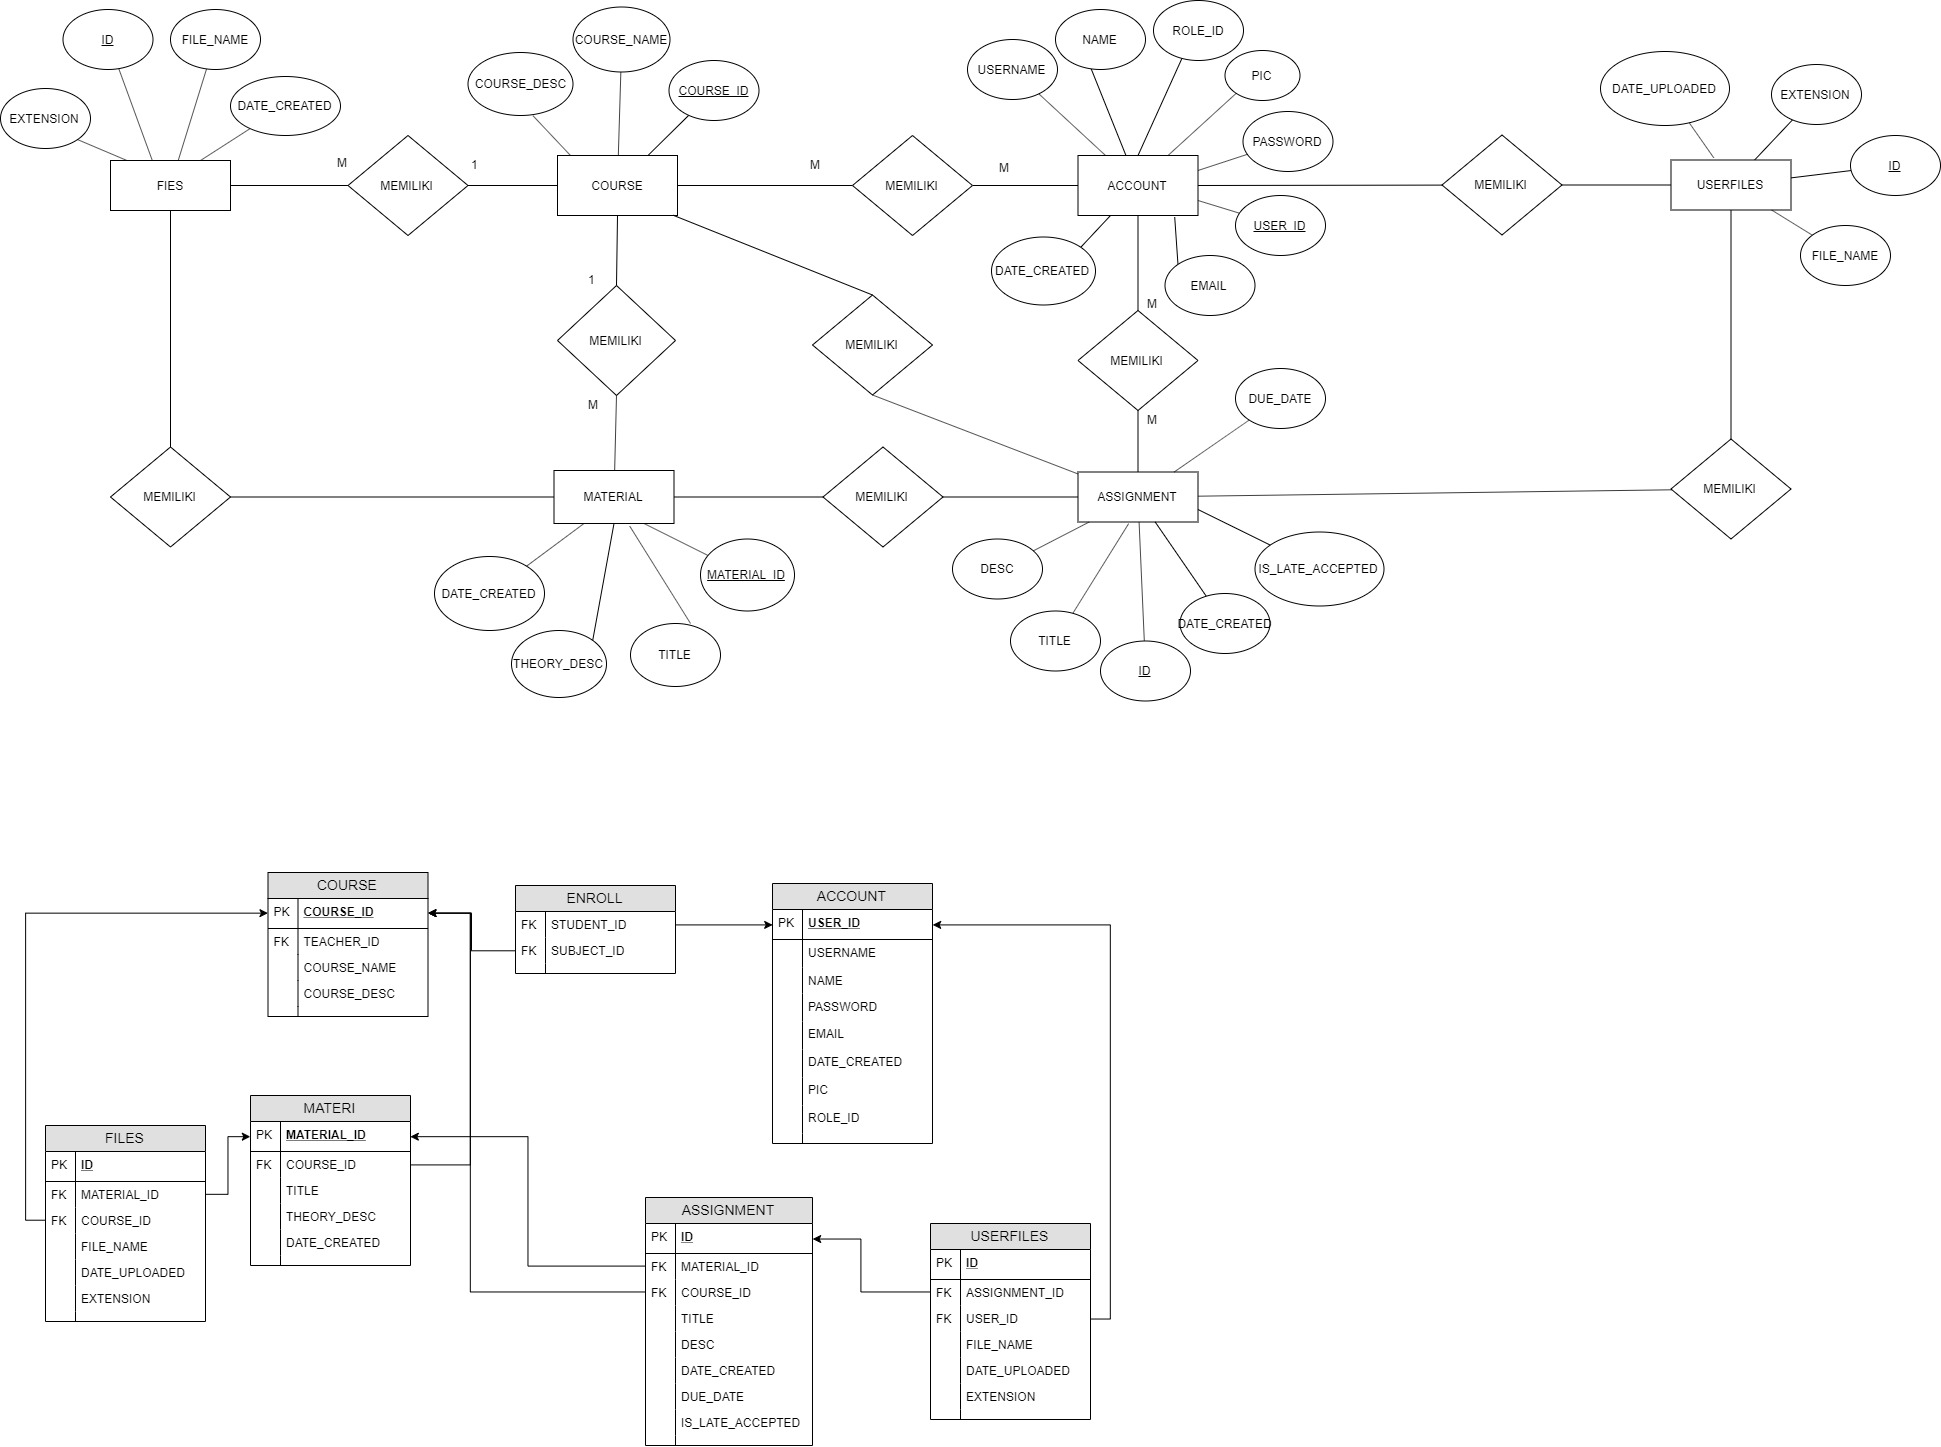 ID
FILE_NAME
EXTENSION
DATE_CREATED
FIES
M
MEMILIKI
1
COURSE_DESC
COURSE_NAME
COURSE_ID
COURSE
M
MEMILIKI
M
USERNAME
NAME
ROLE_ID
PIC
PASSWORD
ACCOUNT
USER_ID
DATE_CREATED
EMAIL
MEMILIKI
DATE_UPLOADED
EXTENSION
ID
USERFILES
FILE_NAME
1
MEMILIKI
M
MEMILIKI
M
MEMILIKI
M
DUE_DATE
MEMILIKI
MATERIAL
MEMILIKI
ASSIGNMENT
MEMILIKI
DATE_CREATED
THEORY_DESC
TITLE
MATERIAL_ID
DESC
TITLE
ID
DATE_CREATED
IS_LATE_ACCEPTED
COURSE
PK COURSE_ID
FK TEACHER_ID
COURSE_NAME
COURSE_DESC
ENROLL
FK STUDENT_ID
FK SUBJECT_ID
ACCOUNT
PK USER_ID
USERNAME
NAME
PASSWORD
EMAIL
DATE_CREATED
PIC
ROLE_ID
FILES
PK ID
FK MATERIAL_ID
FK COURSE_ID
FILE_NAME
DATE_UPLOADED
EXTENSION
MATERI
PK MATERIAL_ID
FK COURSE_ID
TITLE
THEORY_DESC
DATE_CREATED
ASSIGNMENT
PK ID
FK MATERIAL_ID
FK COURSE_ID
TITLE
DESC
DATE_CREATED
DUE_DATE
IS_LATE_ACCEPTED
USERFILES
PK ID
FK ASSIGNMENT_ID
FK USER_ID
FILE_NAME
DATE_UPLOADED
EXTENSION